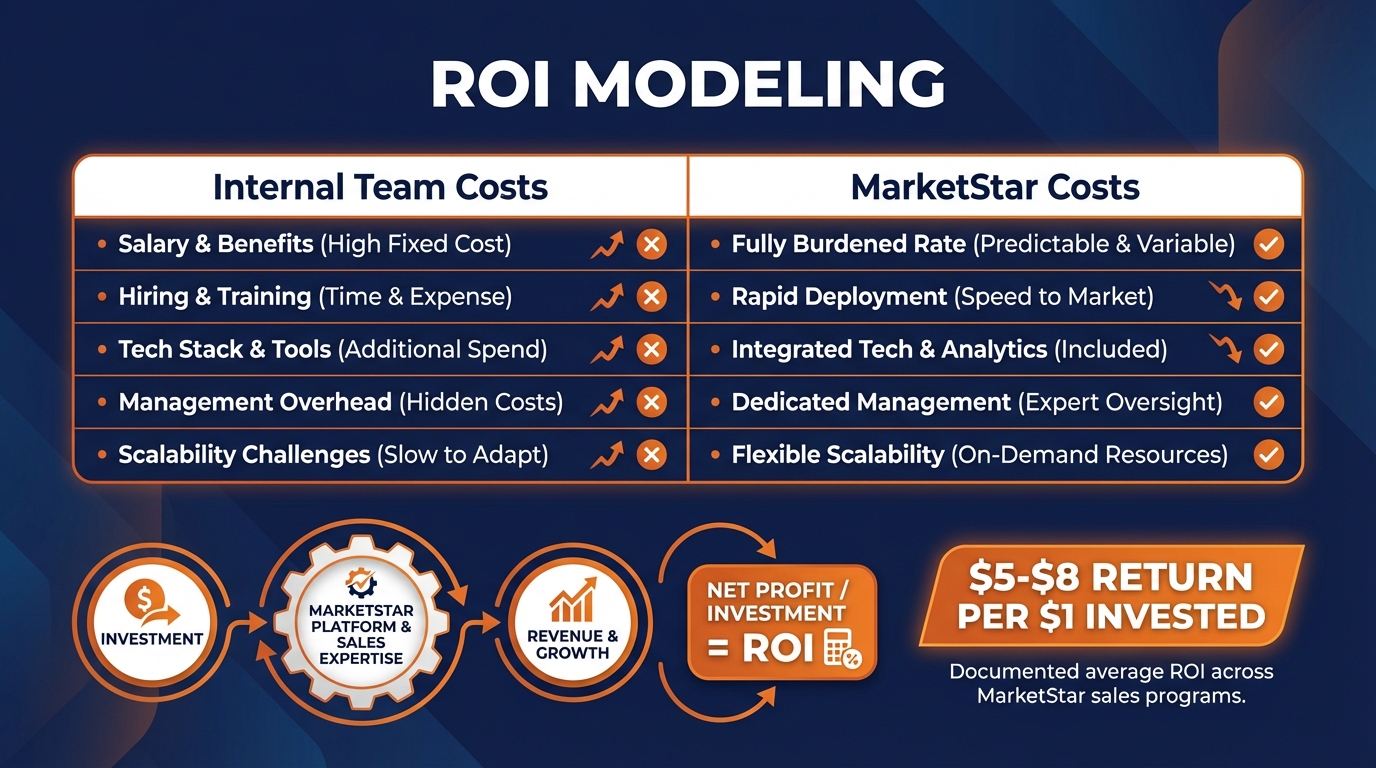 ROI MODELING
Internal Team Costs
MarketStar Costs
• Salary & Benefits (High Fixed Cost)
• Fully Burdened Rate (Predictable & Variable)
• Hiring & Training (Time & Expense)
• Rapid Deployment (Speed to Market)
• Tech Stack & Tools (Additional Spend)
• Integrated Tech & Analytics (Included)
• Management Overhead (Hidden Costs)
• Dedicated Management (Expert Oversight)
• Scalability Challenges (Slow to Adapt)
• Flexible Scalability (On-Demand Resources)
$
INVESTMENT
MARKETSTAR
PLATFORM &
SALES
EXPERTISE
REVENUE &
GROWTH
NET PROFIT /
INVESTMENT
= ROI
%
$5-$8 RETURN
PER $1 INVESTED
Documented average ROI across
MarketStar sales programs.